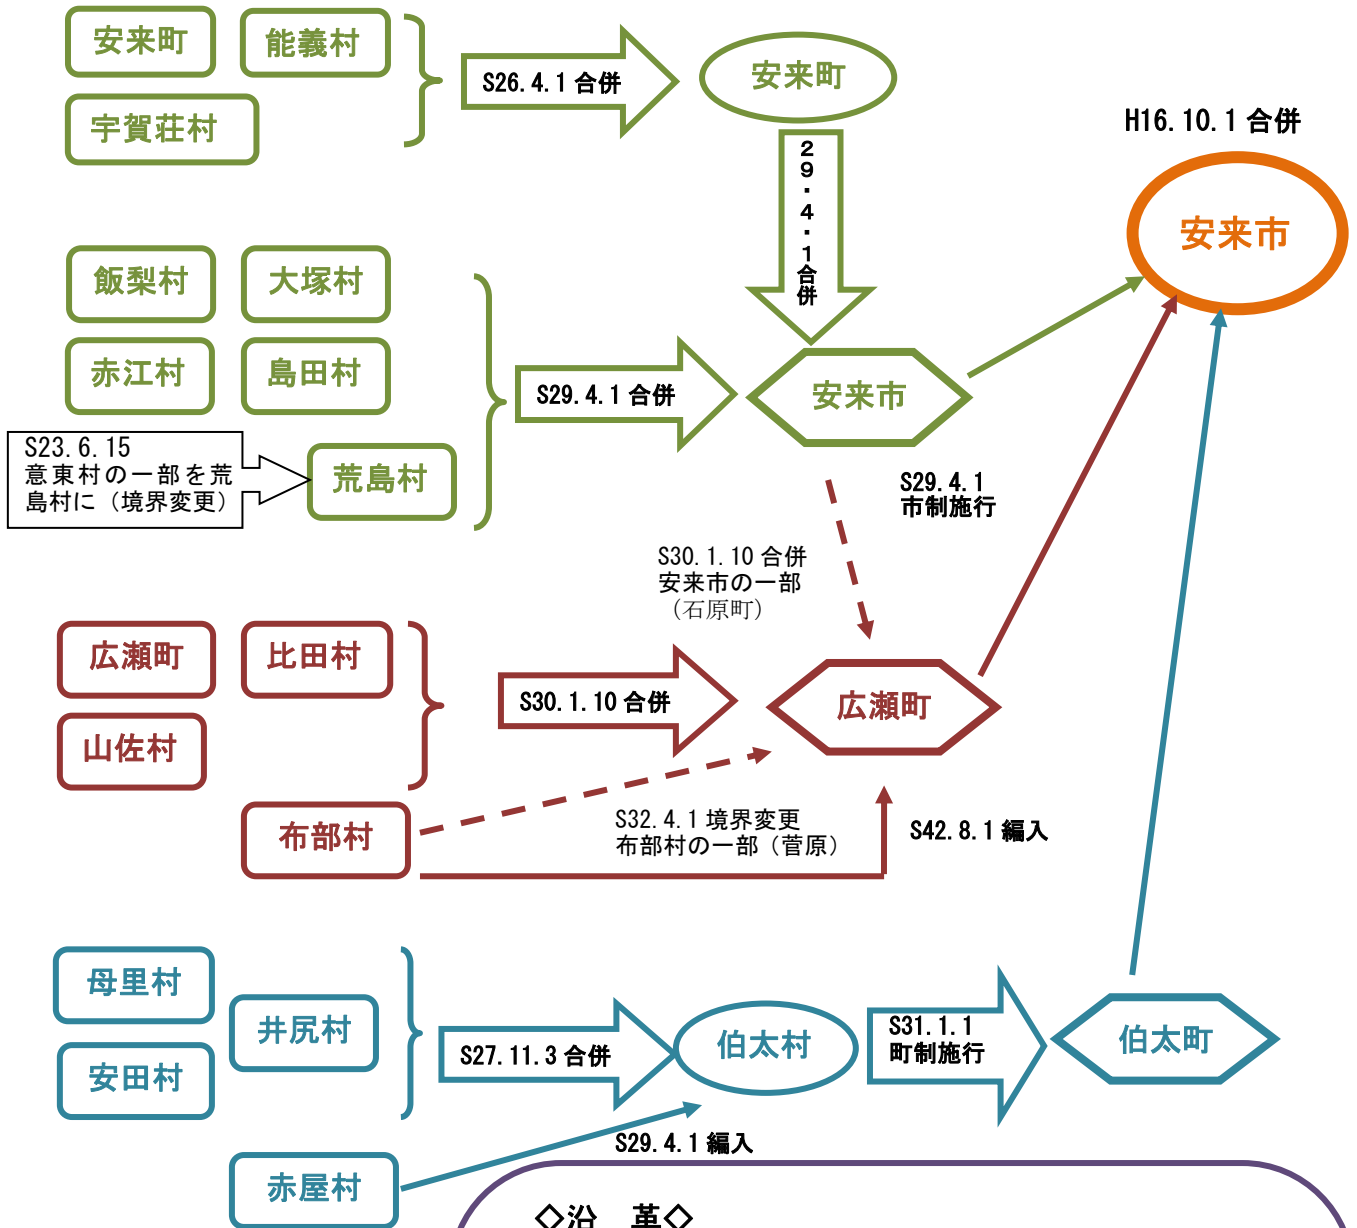 安来町
能義村
宇賀荘村
S26.4.1 合併
安来町
29・4・1合併
H16.10.1 合併
安来市
飯梨村
大塚村
赤江村
島田村
荒島村
S23.6.15
意東村の一部を荒
島村に（境界変更）
S29.4.1 合併
安来市
S29.4.1
市制施行
S30.1.10 合併
安来市の一部
（石原町）
広瀬町
比田村
山佐村
布部村
S30.1.10 合併
広瀬町
S32.4.1 境界変更
布部村の一部（菅原）
S42.8.1 編入
母里村
井尻村
安田村
赤屋村
S27.11.3 合併
伯太村
S31.1.1
町制施行
伯太町
S29.4.1 編入
◇沿　革◇